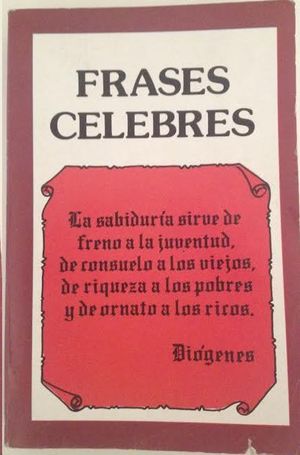 FRASES
CELEBRES
La sabiduría sirve de
freno a la juventud,
de consuelo a los viejos,
de riqueza a los pobres
y de ornato a los ricos.
Diógenes